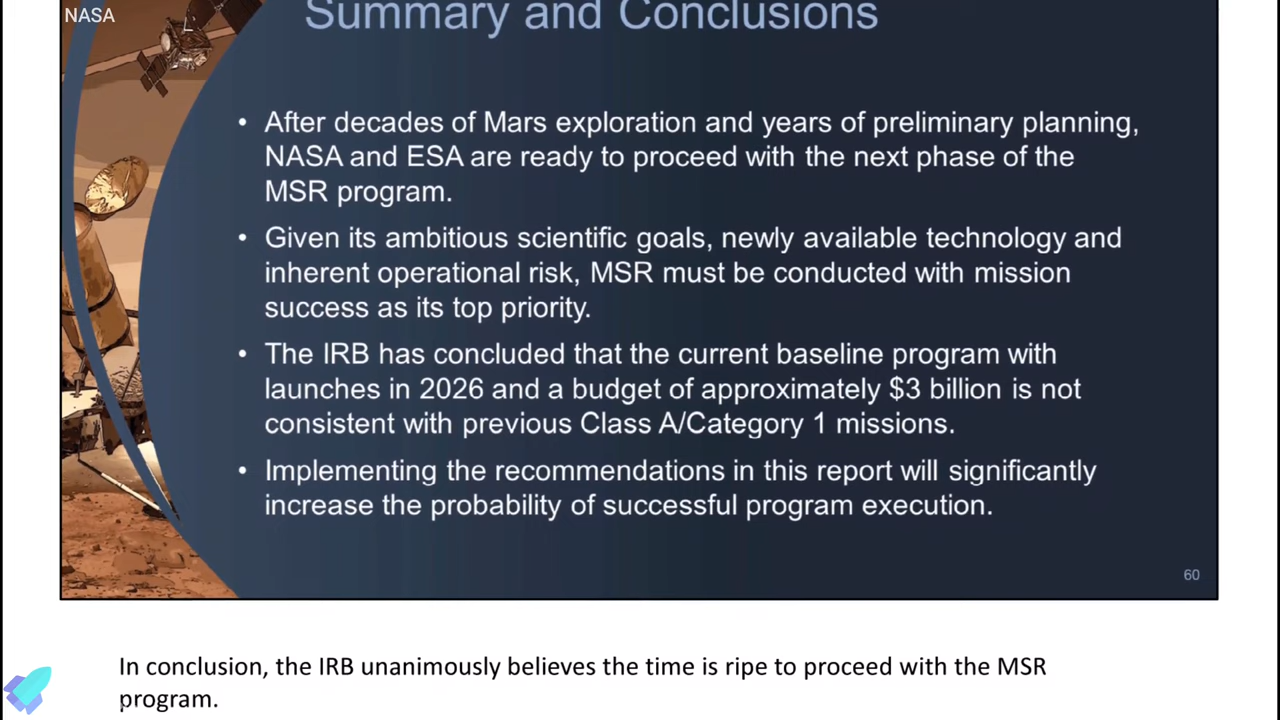 NASA
Summary and Conclusions
• After decades of Mars exploration and years of preliminary planning,
NASA and ESA are ready to proceed with the next phase of the
MSR program.
• Given its ambitious scientific goals, newly available technology and
inherent operational risk, MSR must be conducted with mission
success as its top priority.
• The IRB has concluded that the current baseline program with
launches in 2026 and a budget of approximately $3 billion is not
consistent with previous Class A/Category 1 missions.
• Implementing the recommendations in this report will significantly
increase the probability of successful program execution.
60
In conclusion, the IRB unanimously believes the time is ripe to proceed with the MSR
program.